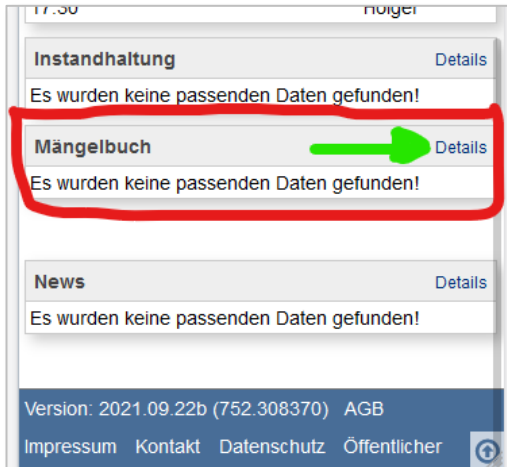 17:30 Holger
Instandhaltung Details
Es wurden keine passenden Daten gefunden!
Mängelbuch Details
Es wurden keine passenden Daten gefunden!
News Details
Es wurden keine passenden Daten gefunden!
Version: 2021.09.22b (752.308370) AGB
Impressum Kontakt Datenschutz Öffentlicher